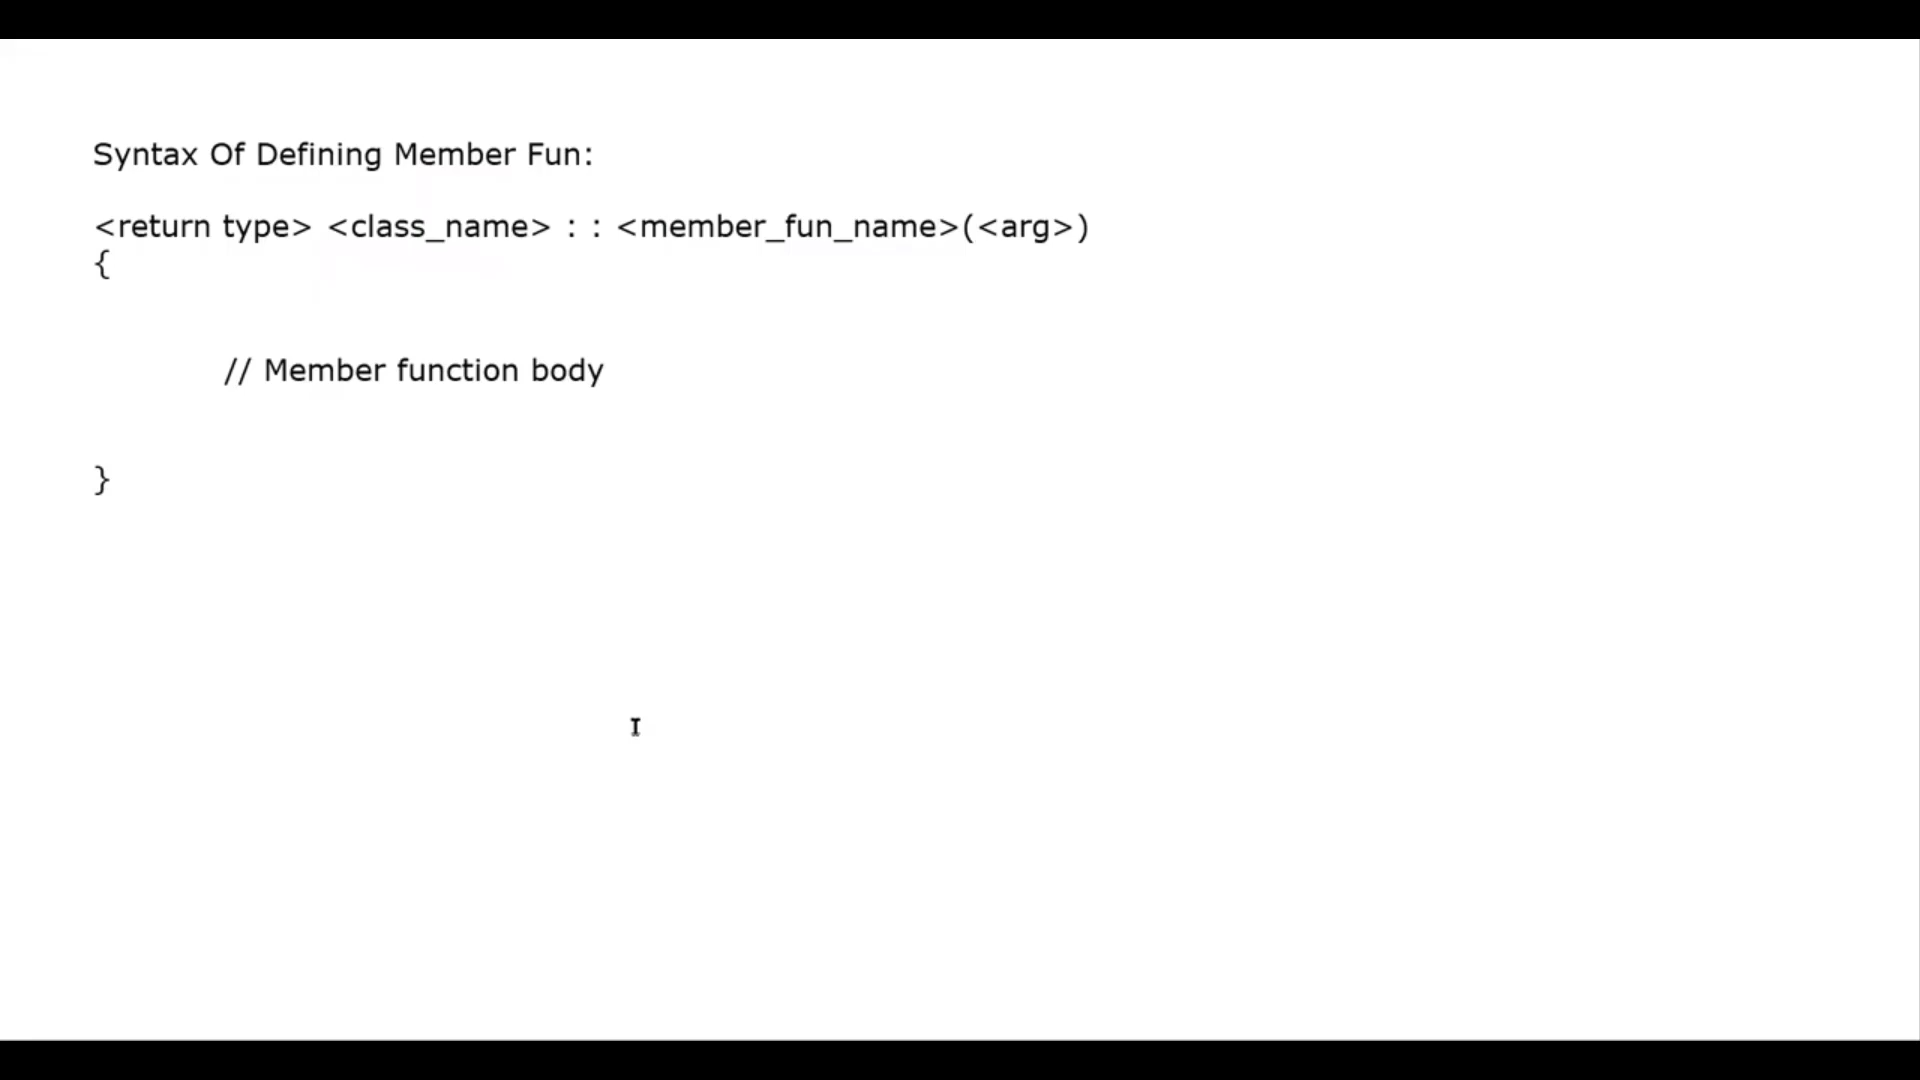 Syntax Of Defining Member Fun:
<return type> <class_name> : : <member_fun_name>(<arg>)
{
// Member function body
}